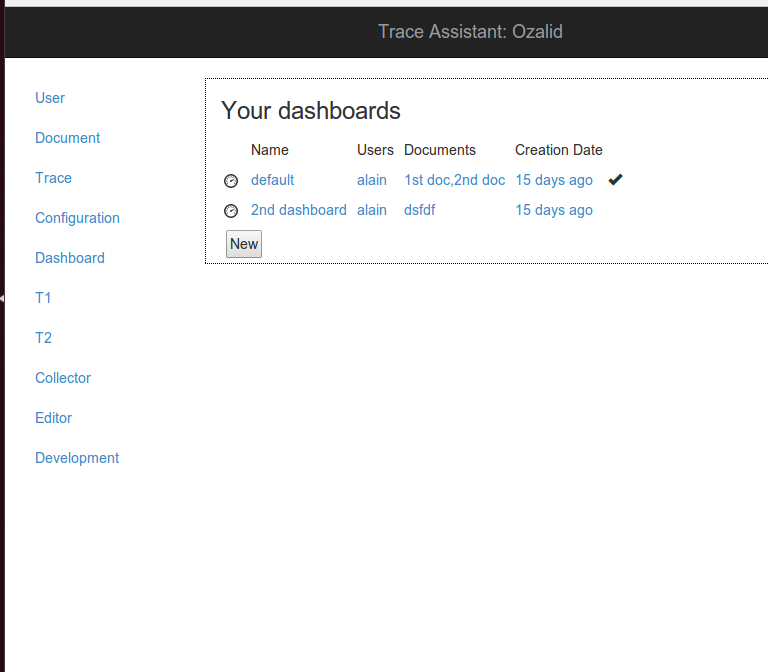 Trace Assistant: Ozalid
User
Document
Trace
Configuration
Dashboard
T1
T2
Collector
Editor
Development
Your dashboards
Name Users Documents Creation Date
default alain 1st doc,2nd doc 15 days ago
2nd dashboard alain dsfdf 15 days ago
New